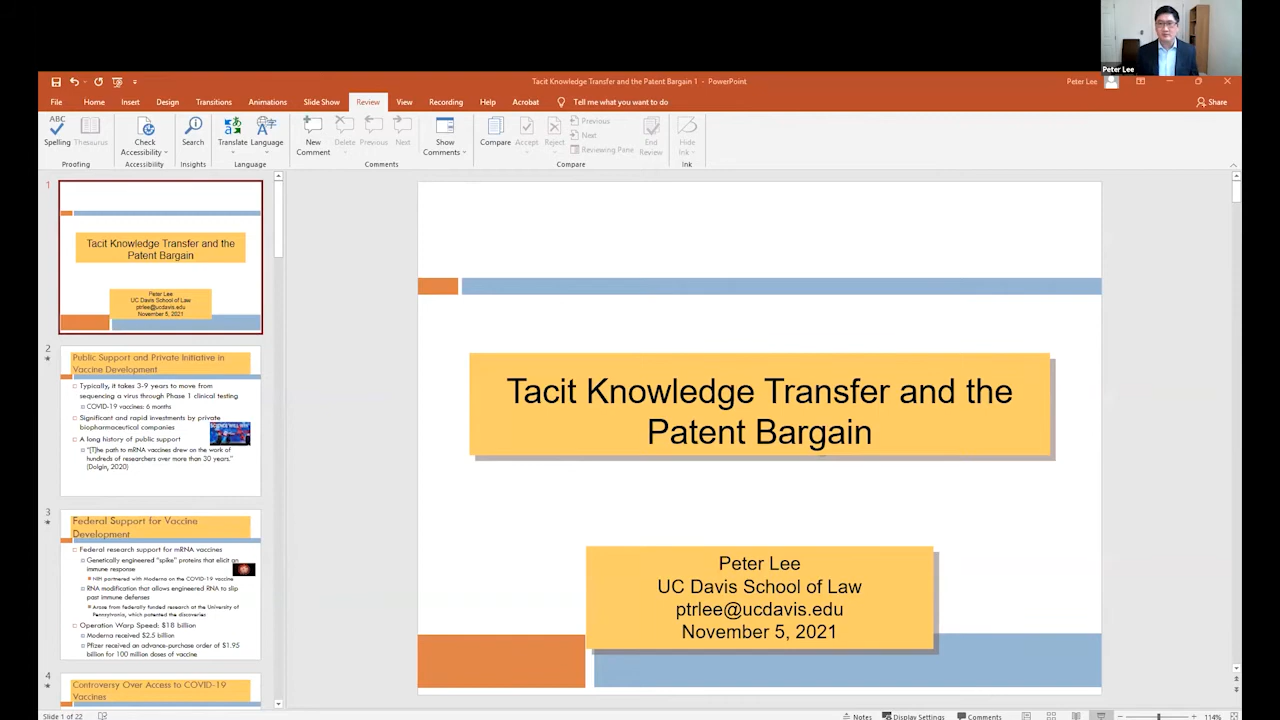 Peter Lee
Tacit Knowledge Transfer and the Patent Bargain 1 - PowerPoint
Peter Lee
File Home Insert Design Transitions Animations Slide Show Review View Recording Help Acrobat Tell me what you want to do Share
ABC
Spelling Thesaurus Check Accessibility Search Translate Language New Comment Delete Previous Next Show Comments Compare Accept Reject Previous Next Reviewing Pane End Review Hide Ink
Proofing Accessibility Insights Language Comments Compare Ink
1
Tacit Knowledge Transfer and the
Patent Bargain
Peter Lee
UC Davis School of Law
ptrlee@ucdavis.edu
November 5, 2021
2
Public Support and Private Initiative in
Vaccine Development
Typically, it takes 3-9 years to move from
sequencing a virus through Phase 1 clinical testing
COVID-19 vaccines: 6 months
Significant and rapid investments by private
biopharmaceutical companies
A long history of public support
"[T]he path to mRNA vaccines drew on the work of
hundreds of researchers over more than 30 years."
(Dolgin, 2020)
SCIENCE WILL WIN
3
Federal Support for Vaccine
Development
Federal research support for mRNA vaccines
Genetically engineered "spike" proteins that elicit an
immune response
NIH partnered with Moderna on the COVID-19 vaccine
RNA modification that allows engineered RNA to slip
past immune defenses
Arose from federally funded research at the University of
Pennsylvania, which patented the discoveries
Operation Warp Speed: $18 billion
Moderna received $2.5 billion
Pfizer received an advance-purchase order of $1.95
billion for 100 million doses of vaccine
4
Controversy Over Access to COVID-19
Vaccines
Tacit Knowledge Transfer and the
Patent Bargain
Peter Lee
UC Davis School of Law
ptrlee@ucdavis.edu
November 5, 2021
Slide 1 of 22
Notes Display Settings Comments 114%